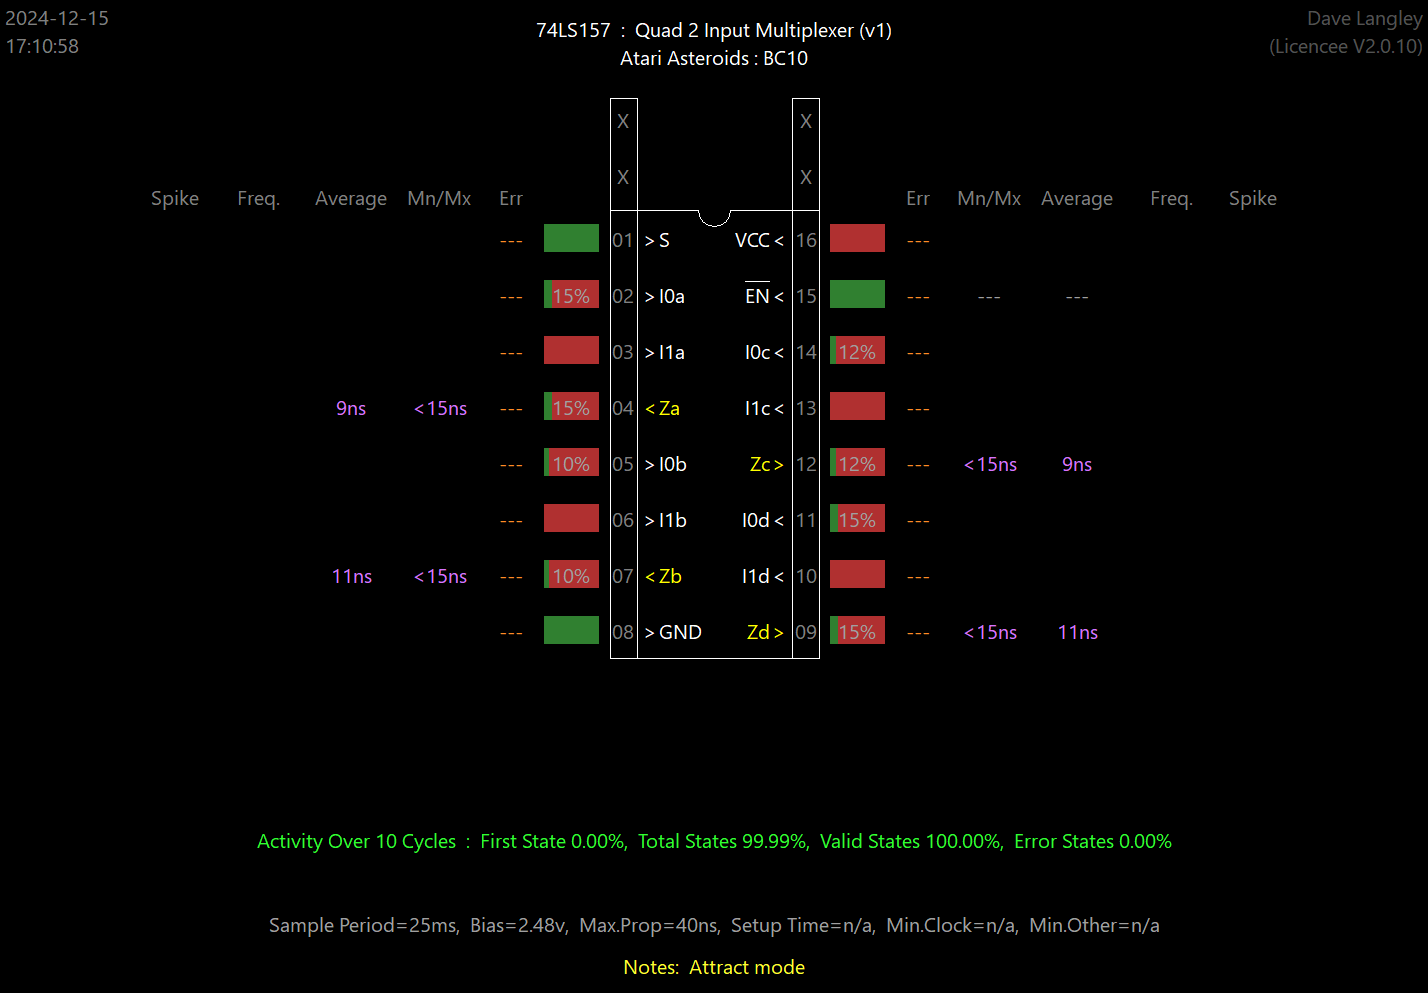 2024-12-15
17:10:58
74LS157 : Quad 2 Input Multiplexer (v1)
Atari Asteroids : BC10
Dave Langley
(Licencee V2.0.10)
X X
X X
Spike Freq. Average Mn/Mx Err Err Mn/Mx Average Freq. Spike
--- 01 >S VCC< 16 ---
--- 15% 02 >I0a EN< 15 --- --- ---
--- 03 >I1a I0c< 14 12% ---
9ns <15ns --- 15% 04 <Za I1c< 13 ---
--- 10% 05 >I0b Zc> 12 12% --- <15ns 9ns
--- 06 >I1b I0d< 11 15% ---
11ns <15ns --- 10% 07 <Zb I1d< 10 ---
--- 08 >GND Zd> 09 15% --- <15ns 11ns
Activity Over 10 Cycles : First State 0.00%, Total States 99.99%, Valid States 100.00%, Error States 0.00%
Sample Period=25ms, Bias=2.48v, Max.Prop=40ns, Setup Time=n/a, Min.Clock=n/a, Min.Other=n/a
Notes: Attract mode